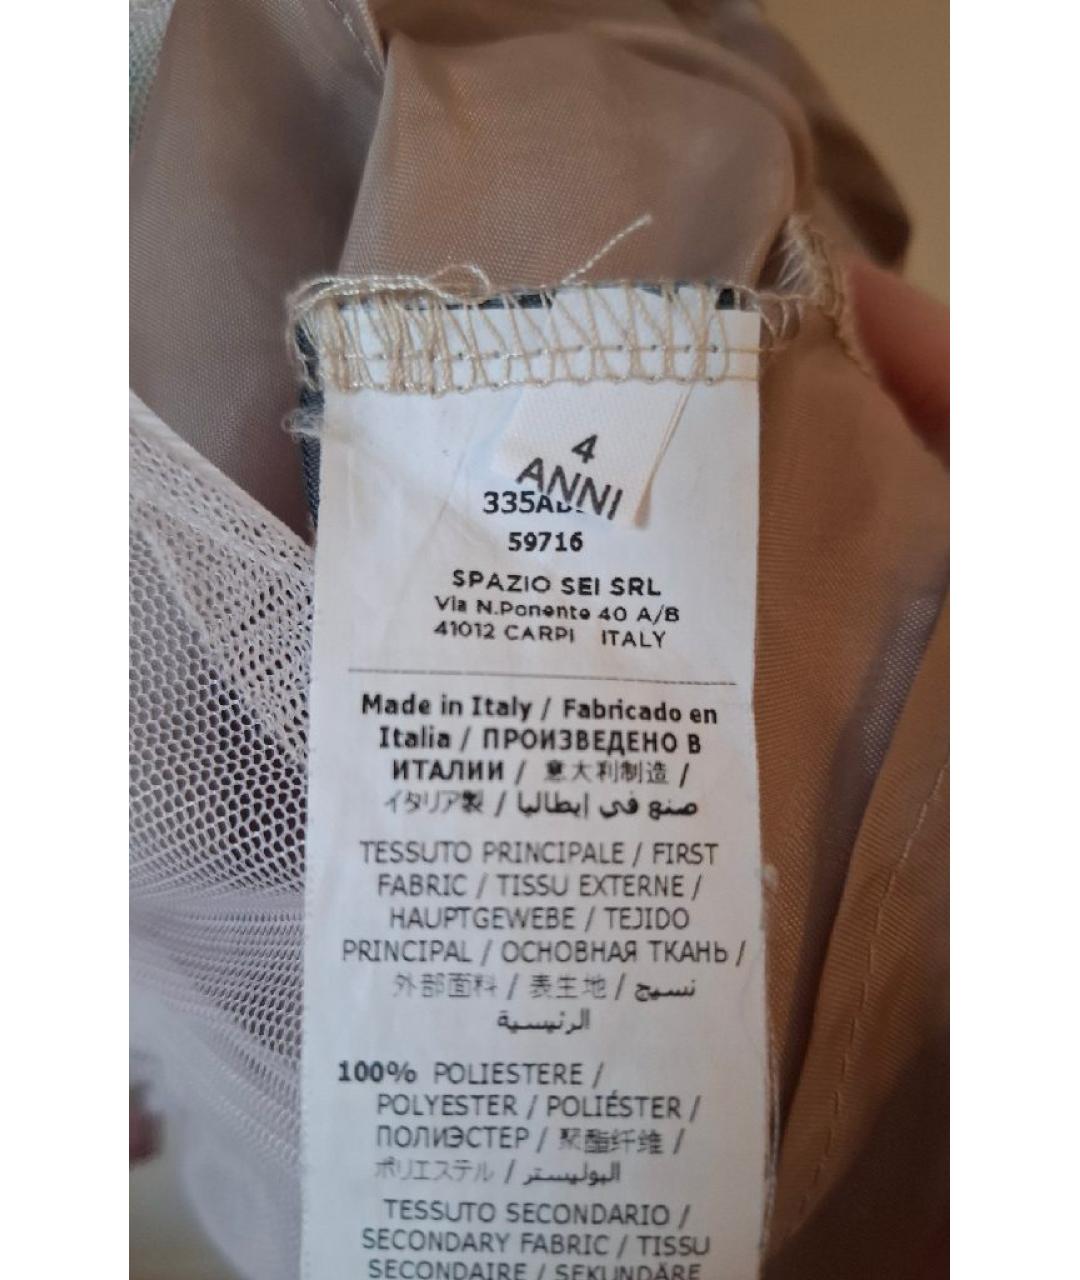 4
ANNI
59716
SPAZIO SEI SRL
Via N.Ponente 40 A/B
41012 CARPI ITALY
Made in Italy / Fabricado en
Italia / ПРОИЗВЕДЕНО В
ИТАЛИИ / 意大利制造 /
イタリア製 / صنع في إيطاليا
TESSUTO PRINCIPALE / FIRST
FABRIC / TISSU EXTERNE /
HAUPTGEWEBE / TEJIDO
PRINCIPAL / ОСНОВНАЯ ТКАНЬ /
外部面料 / 表生地 / نسيج
الرئيسية
100% POLIESTERE /
POLYESTER / POLIÉSTER /
ПОЛИЭСТЕР / 聚酯纤维 /
ポリエステル / البوليستر
TESSUTO SECONDARIO /
SECONDARY FABRIC / TISSU
SECONDAIRE / SEKUNDÄRE